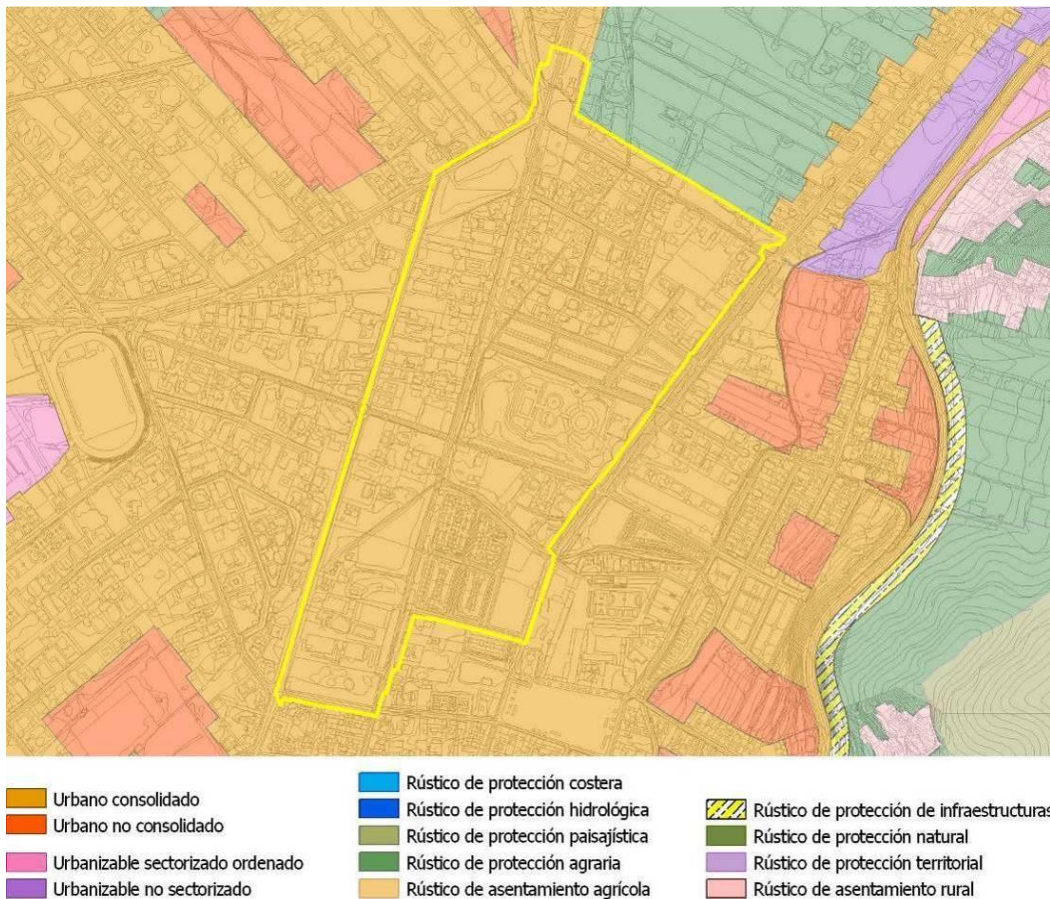 Urbano consolidado
Urbano no consolidado
Urbanizable sectorizado ordenado
Urbanizable no sectorizado
Rústico de protección costera
Rústico de protección hidrológica
Rústico de protección paisajística
Rústico de protección agraria
Rústico de asentamiento agrícola
Rústico de protección de infraestructuras
Rústico de protección natural
Rústico de protección territorial
Rústico de asentamiento rural